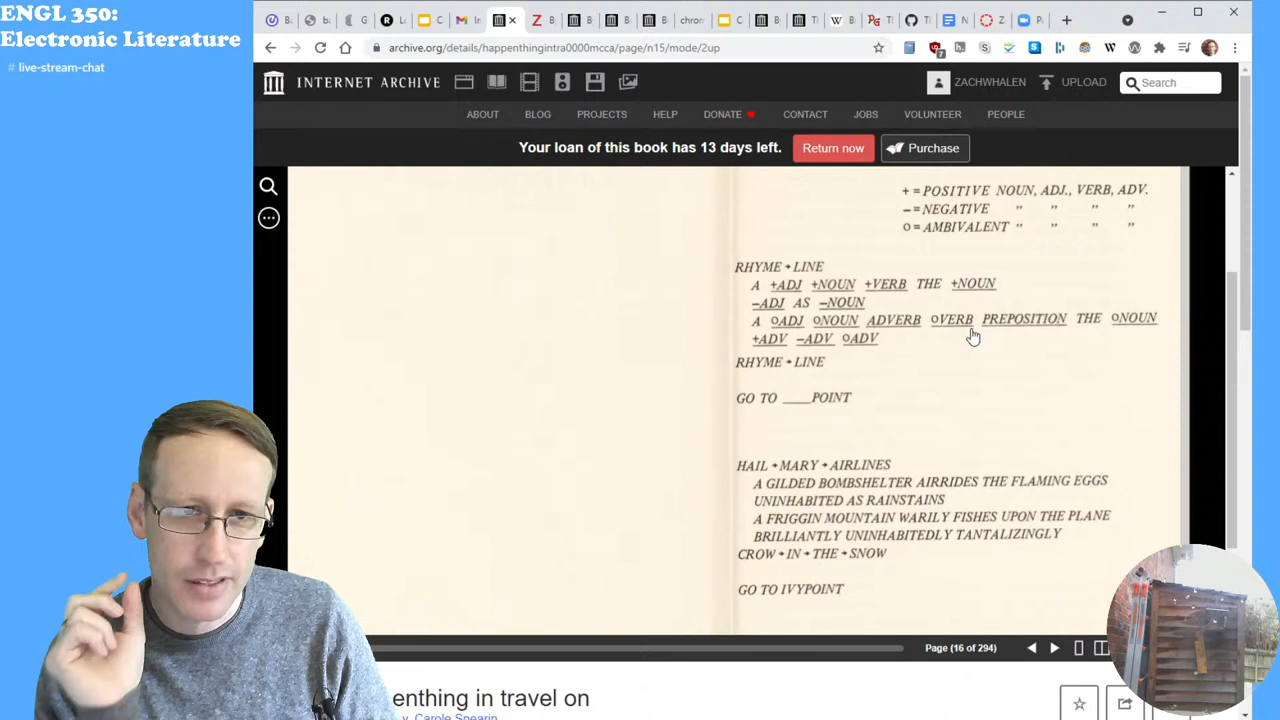 ENGL 350:
Electronic Literature
# live-stream-chat
archive.org/details/happenthingintra0000mcca/page/n15/mode/2up
INTERNET ARCHIVE
ZACHWHALEN
UPLOAD
Search
ABOUT BLOG PROJECTS HELP DONATE CONTACT JOBS VOLUNTEER PEOPLE
Your loan of this book has 13 days left.
Return now
Purchase
+ = POSITIVE NOUN, ADJ., VERB, ADV.
– = NEGATIVE ” ” ” ”
o = AMBIVALENT ” ” ” ”
RHYME + LINE
A +ADJ +NOUN +VERB THE +NOUN
–ADJ AS –NOUN
A oADJ oNOUN ADVERB oVERB PREPOSITION THE oNOUN
+ADV –ADV oADV
RHYME + LINE
GO TO ____POINT
HAIL + MARY + AIRLINES
A GILDED BOMBSHELTER AIRRIDES THE FLAMING EGGS
UNINHABITED AS RAINSTAINS
A FRIGGIN MOUNTAIN WARILY FISHES UPON THE PLANE
BRILLIANTLY UNINHABITEDLY TANTALIZINGLY
CROW + IN + THE + SNOW
GO TO IVYPOINT
Page (16 of 294)
enthing in travel on
y Carole Spearin